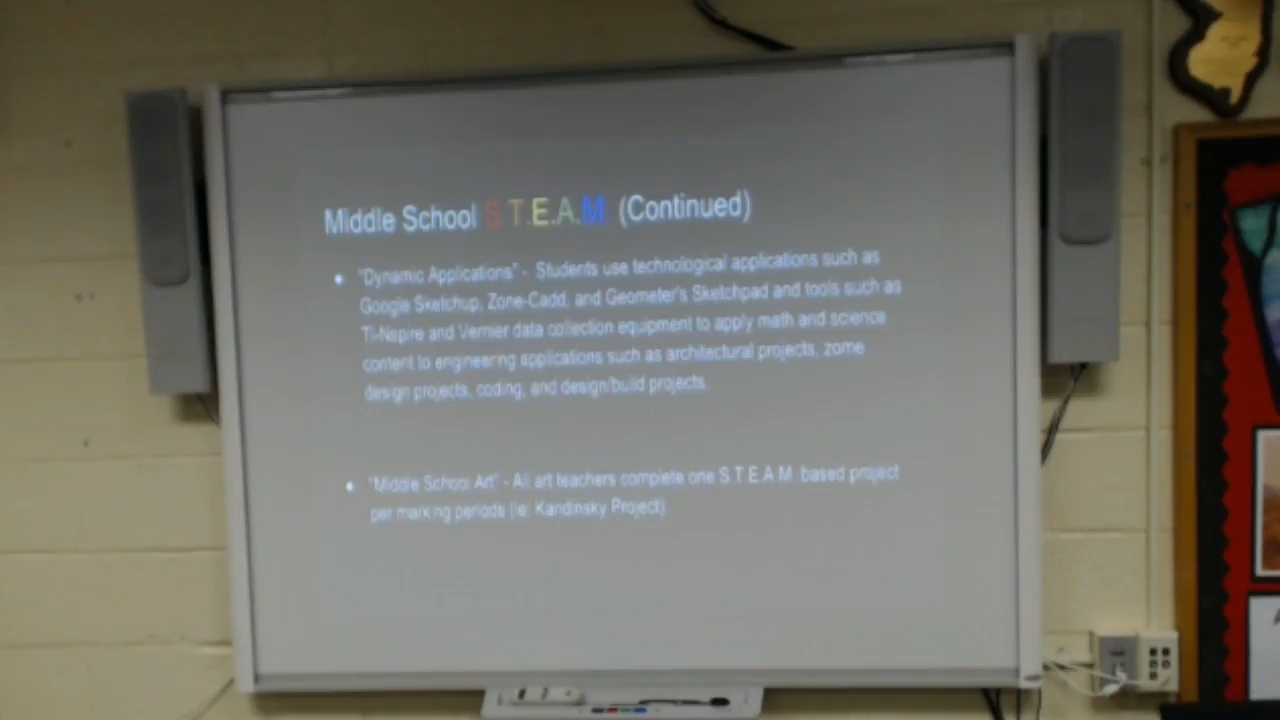 Middle School S.T.E.A.M. (Continued)
"Dynamic Applications" - Students use technological applications such as
Google Sketchup, Zone-Cadd, and Geometer's Sketchpad and tools such as
Ti-Nspire and Vernier data collection equipment to apply math and science
content to engineering applications such as architectural projects, zome
design projects, coding, and design/build projects.
"Middle School Art" - All art teachers complete one S.T.E.A.M. based project
per marking periods (ie: Kandinsky Project)